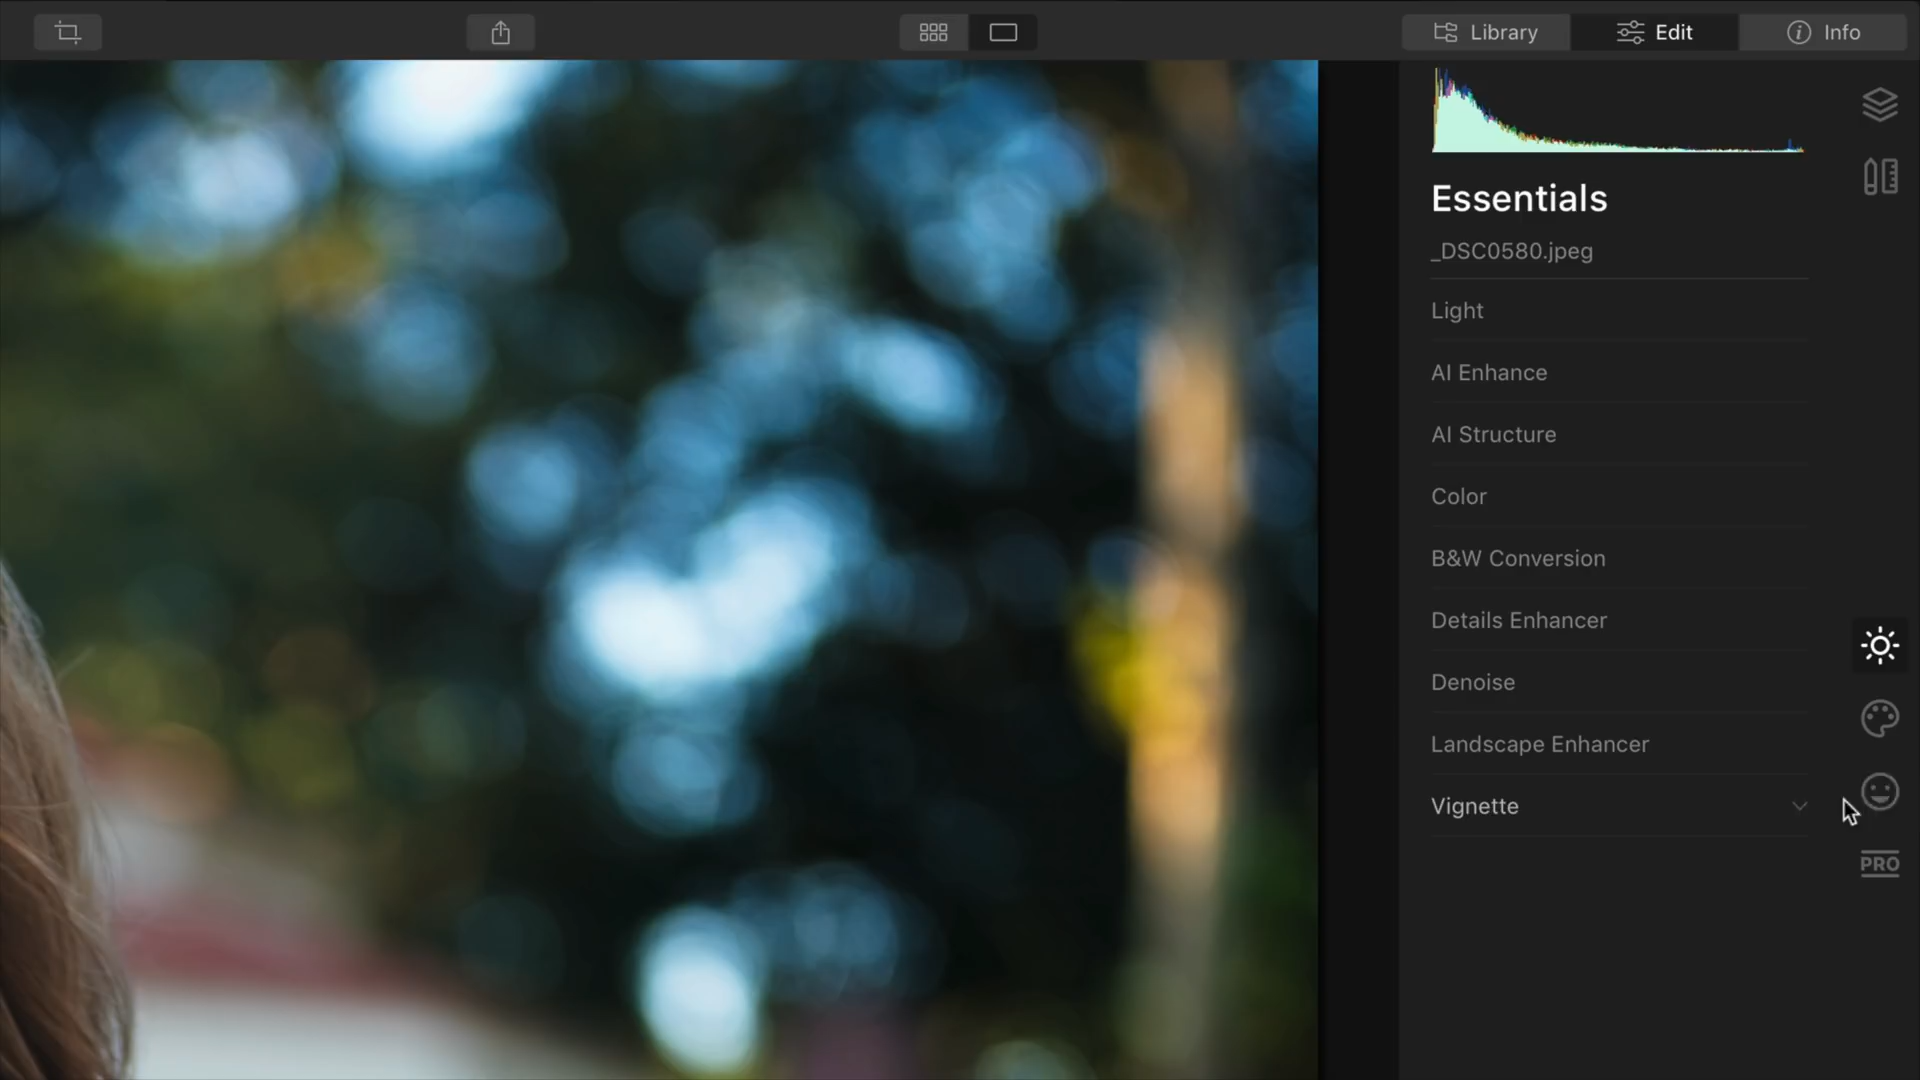 Library
Edit
Info
Essentials
_DSC0580.jpeg
Light
AI Enhance
AI Structure
Color
B&W Conversion
Details Enhancer
Denoise
Landscape Enhancer
Vignette
PRO